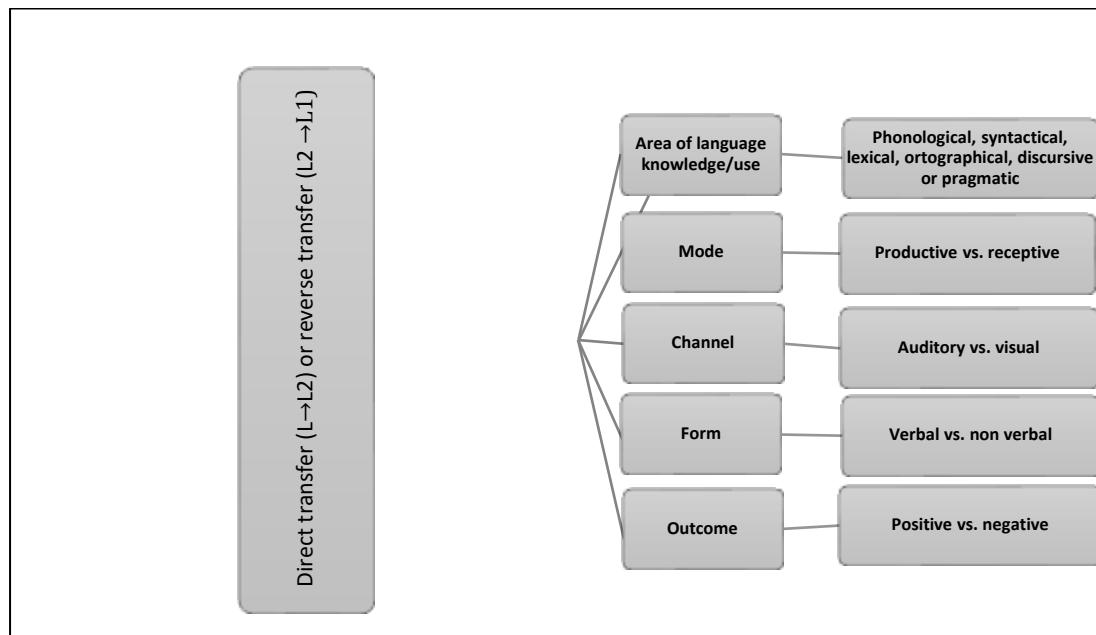 Direct transfer (L→L2) or reverse transfer (L2 →L1)
Area of language
knowledge/use
Phonological, syntactical,
lexical, ortographical, discursive
or pragmatic
Mode
Productive vs. receptive
Channel
Auditory vs. visual
Form
Verbal vs. non verbal
Outcome
Positive vs. negative